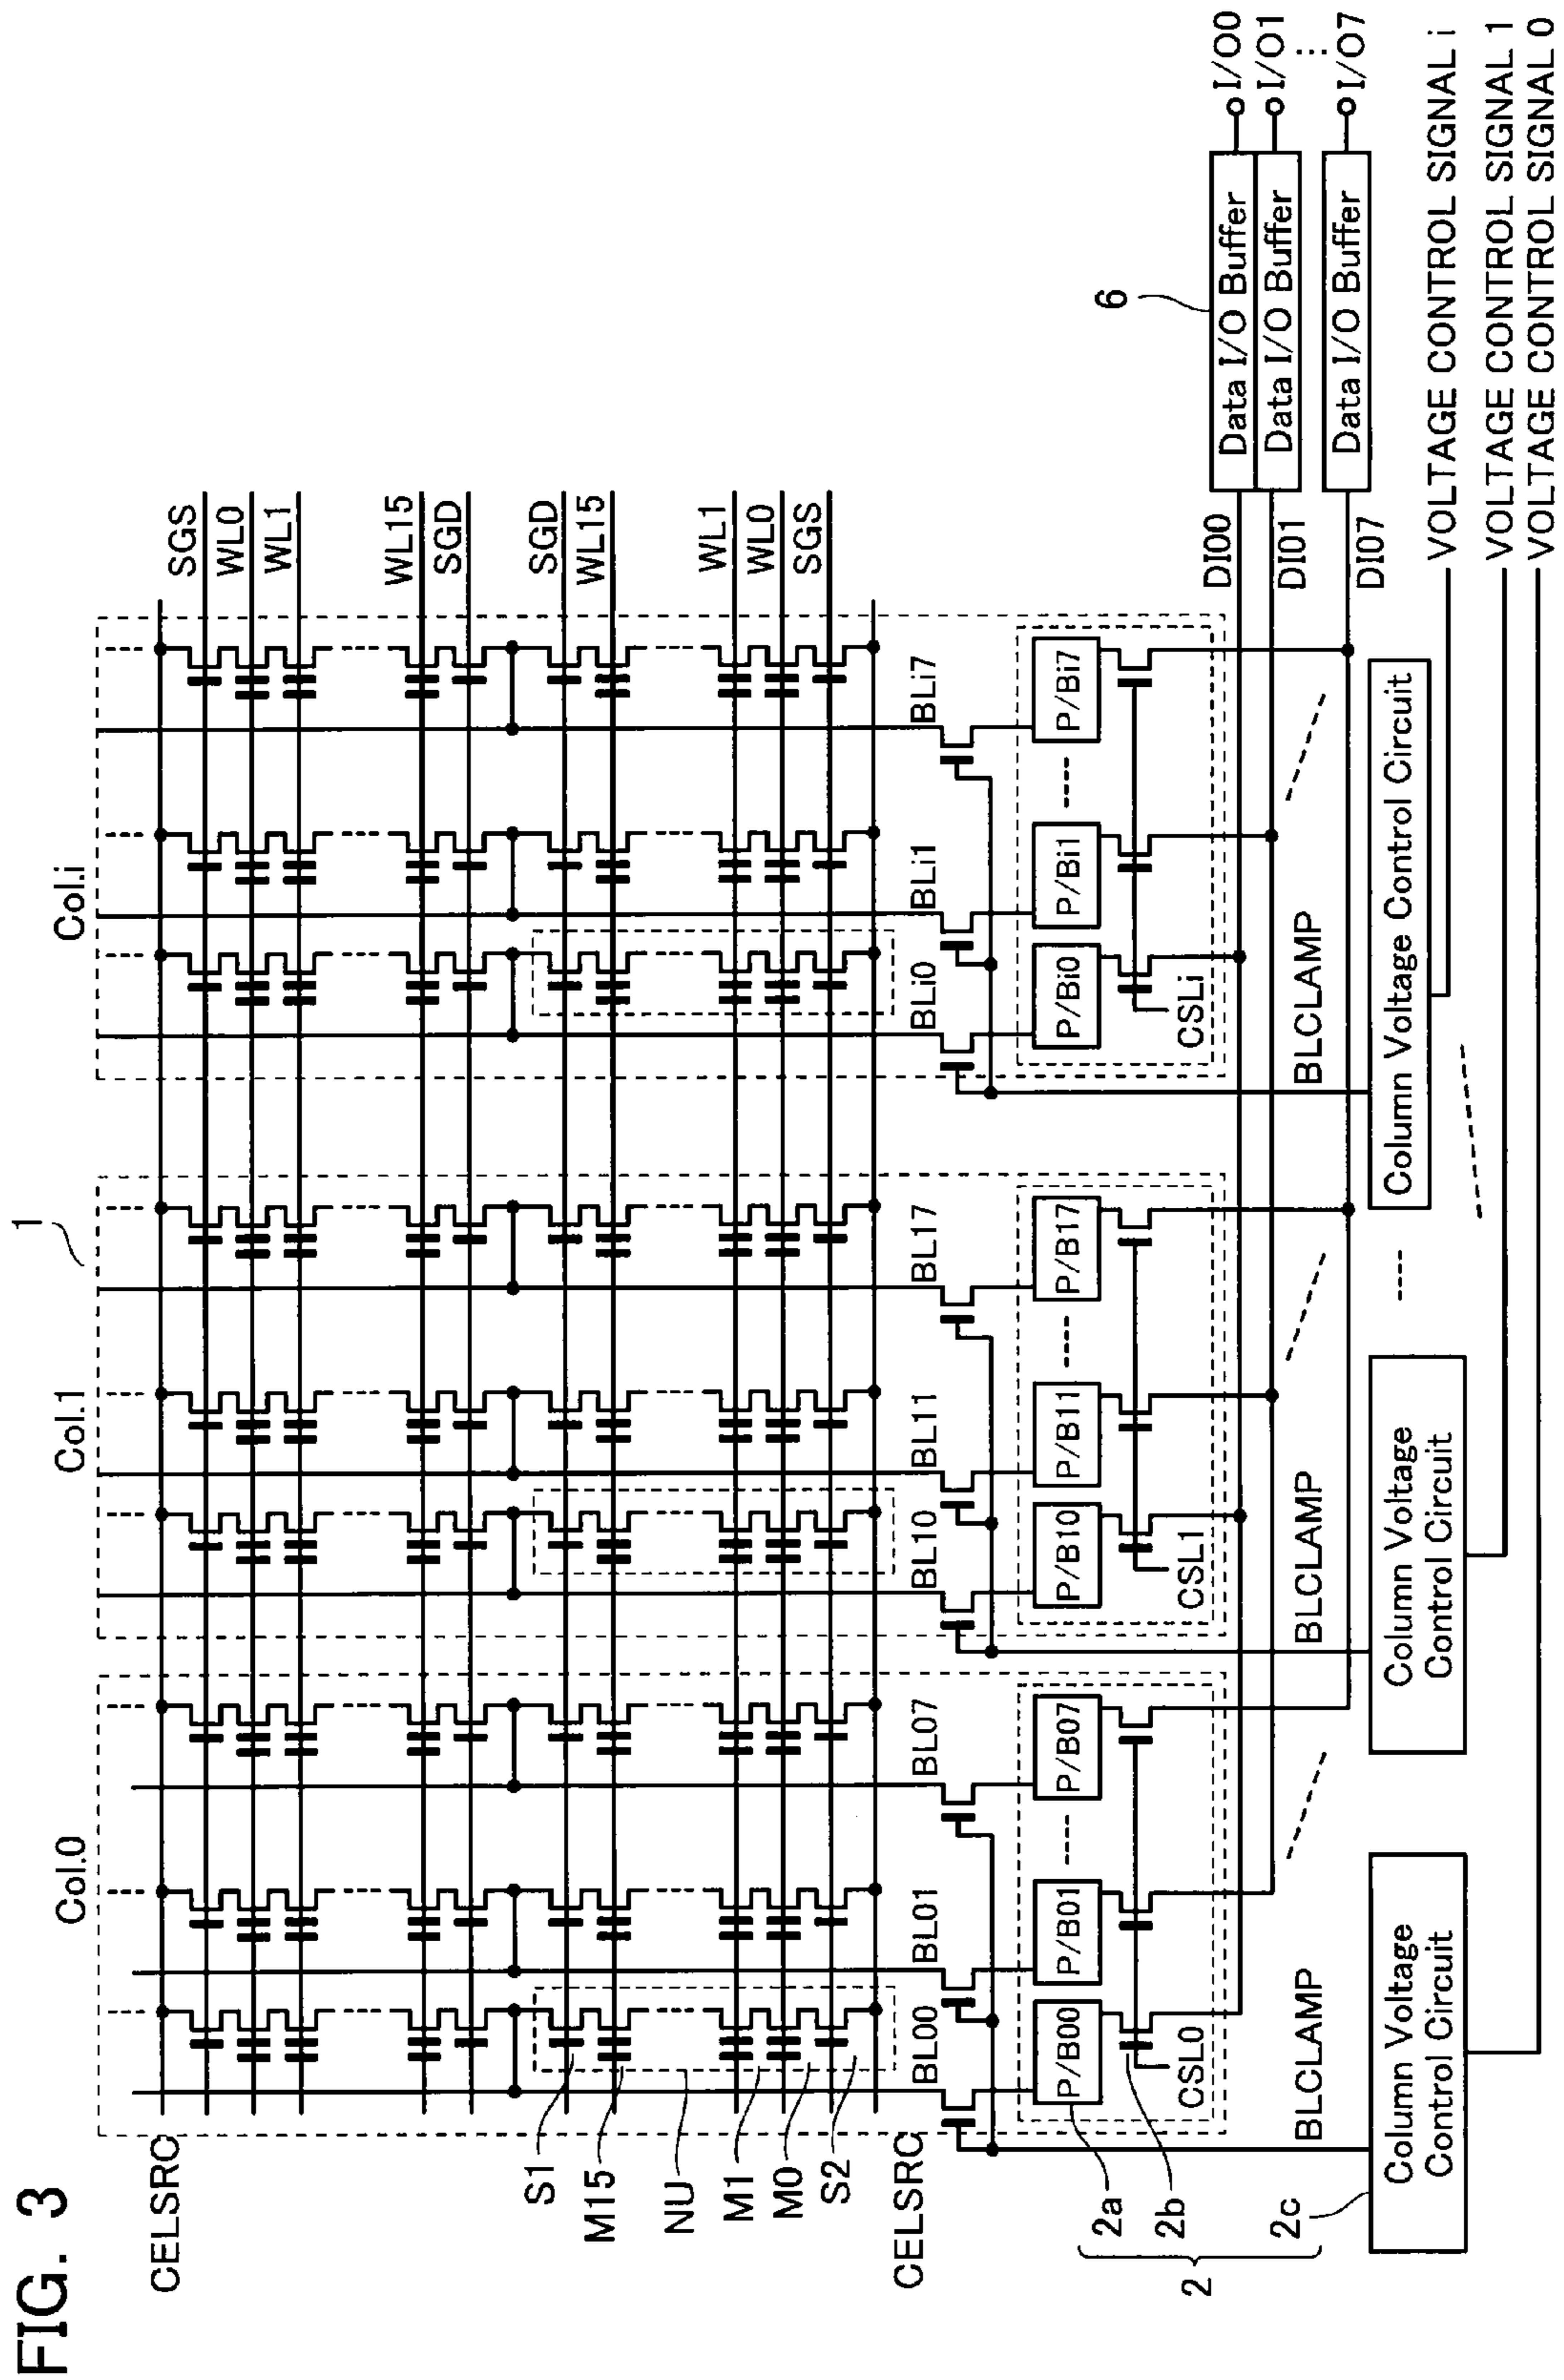 FIG. 3
1
Col.0
Col.1
Col.i
CELSRC
SGS
WL0
WL1
WL15
SGD
SGD
WL15
WL1
WL0
SGS
S1
M15
NU
M1
M0
S2
CELSRC
BL00
BL01
BL07
BL10
BL11
BL17
BLi0
BLi1
BLi7
P/B00
P/B01
P/B07
P/B10
P/B11
P/B17
P/Bi0
P/Bi1
P/Bi7
2a
2b
2c
2
CSL0
CSL1
CSLi
DI00
DI01
DI07
6
Data I/O Buffer
I/O0
Data I/O Buffer
I/O1
Data I/O Buffer
I/O7
BLCLAMP
BLCLAMP
BLCLAMP
Column Voltage
Control Circuit
Column Voltage
Control Circuit
Column Voltage Control Circuit
VOLTAGE CONTROL SIGNAL i
VOLTAGE CONTROL SIGNAL 1
VOLTAGE CONTROL SIGNAL 0